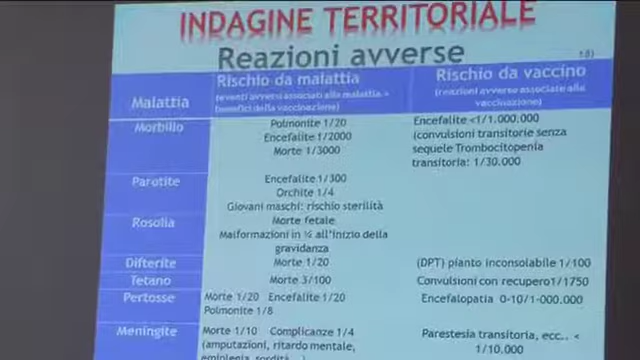 INDAGINE TERRITORIALE
Reazioni avverse
Malattia
Rischio da malattia
(eventi avversi associati alla malattia =
benefici della vaccinazione)
Rischio da vaccino
(reazioni avverse associate alla
vaccinazione)
Morbillo
Polmonite 1/20
Encefalite 1/2000
Morte 1/3000
Encefalite <1/1.000.000
(convulsioni transitorie senza
sequele Trombocitopenia
transitoria: 1/30.000
Parotite
Encefalite 1/300
Orchite 1/4
Giovani maschi: rischio sterilità
Rosolia
Morte fetale
Malformazioni in ¼ all'inizio della
gravidanza
Difterite
Morte 1/20
(DPT) pianto inconsolabile 1/100
Tetano
Morte 3/100
Convulsioni con recupero1/1750
Pertosse
Morte 1/20 Encefalite 1/20
Polmonite 1/8
Encefalopatia 0-10/1-000.000
Meningite
Morte 1/10 Complicanze 1/4
(amputazioni, ritardo mentale,
emiplegia, sordità
Parestesia transitoria, ecc.. <
1/10.000